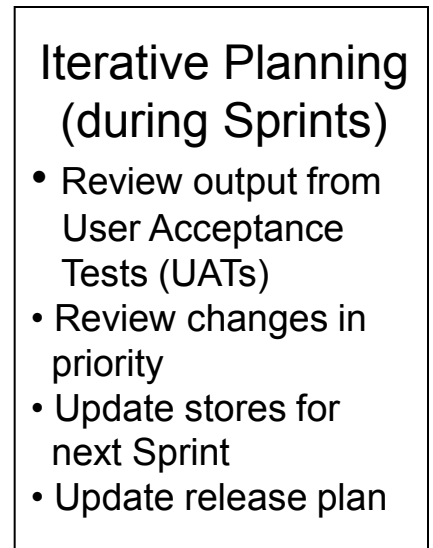 Iterative Planning
(during Sprints)
• Review output from
User Acceptance
Tests (UATs)
• Review changes in
priority
• Update stores for
next Sprint
• Update release plan